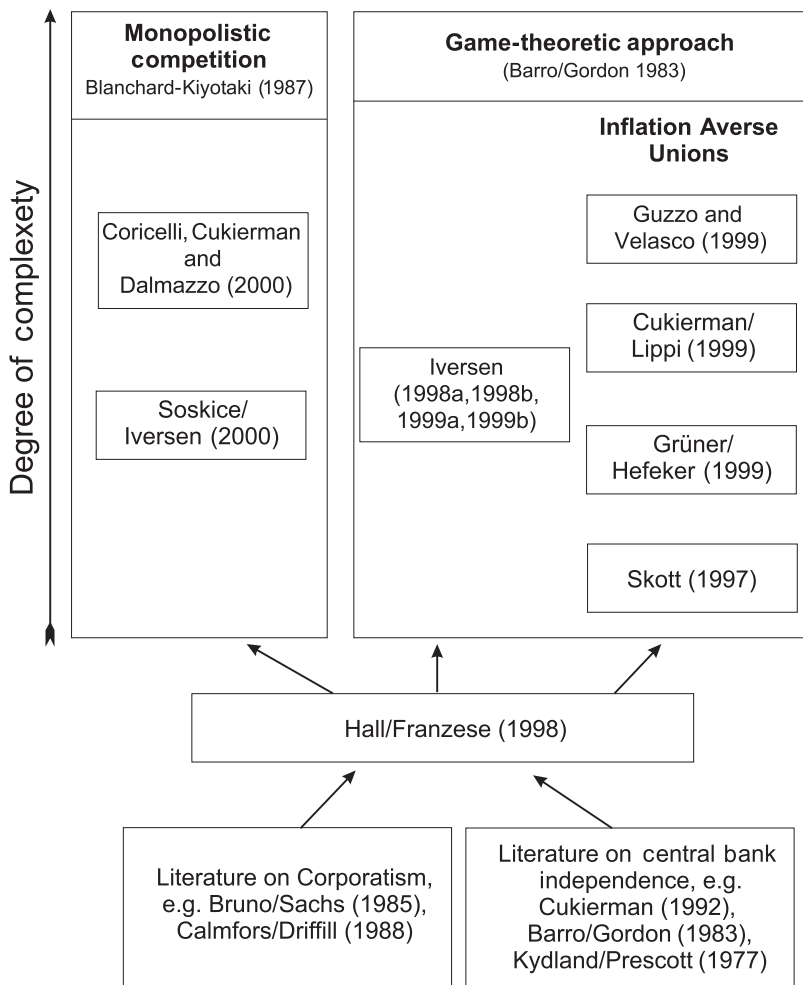 Degree of complexety
Monopolistic
competition
Blanchard-Kiyotaki (1987)
Coricelli, Cukierman
and
Dalmazzo (2000)
Soskice/
Iversen (2000)
Game-theoretic approach
(Barro/Gordon 1983)
Inflation Averse
Unions
Guzzo and
Velasco (1999)
Cukierman/
Lippi (1999)
Iversen
(1998a,1998b,
1999a,1999b)
Grüner/
Hefeker (1999)
Skott (1997)
Hall/Franzese (1998)
Literature on Corporatism,
e.g. Bruno/Sachs (1985),
Calmfors/Driffill (1988)
Literature on central bank
independence, e.g.
Cukierman (1992),
Barro/Gordon (1983),
Kydland/Prescott (1977)